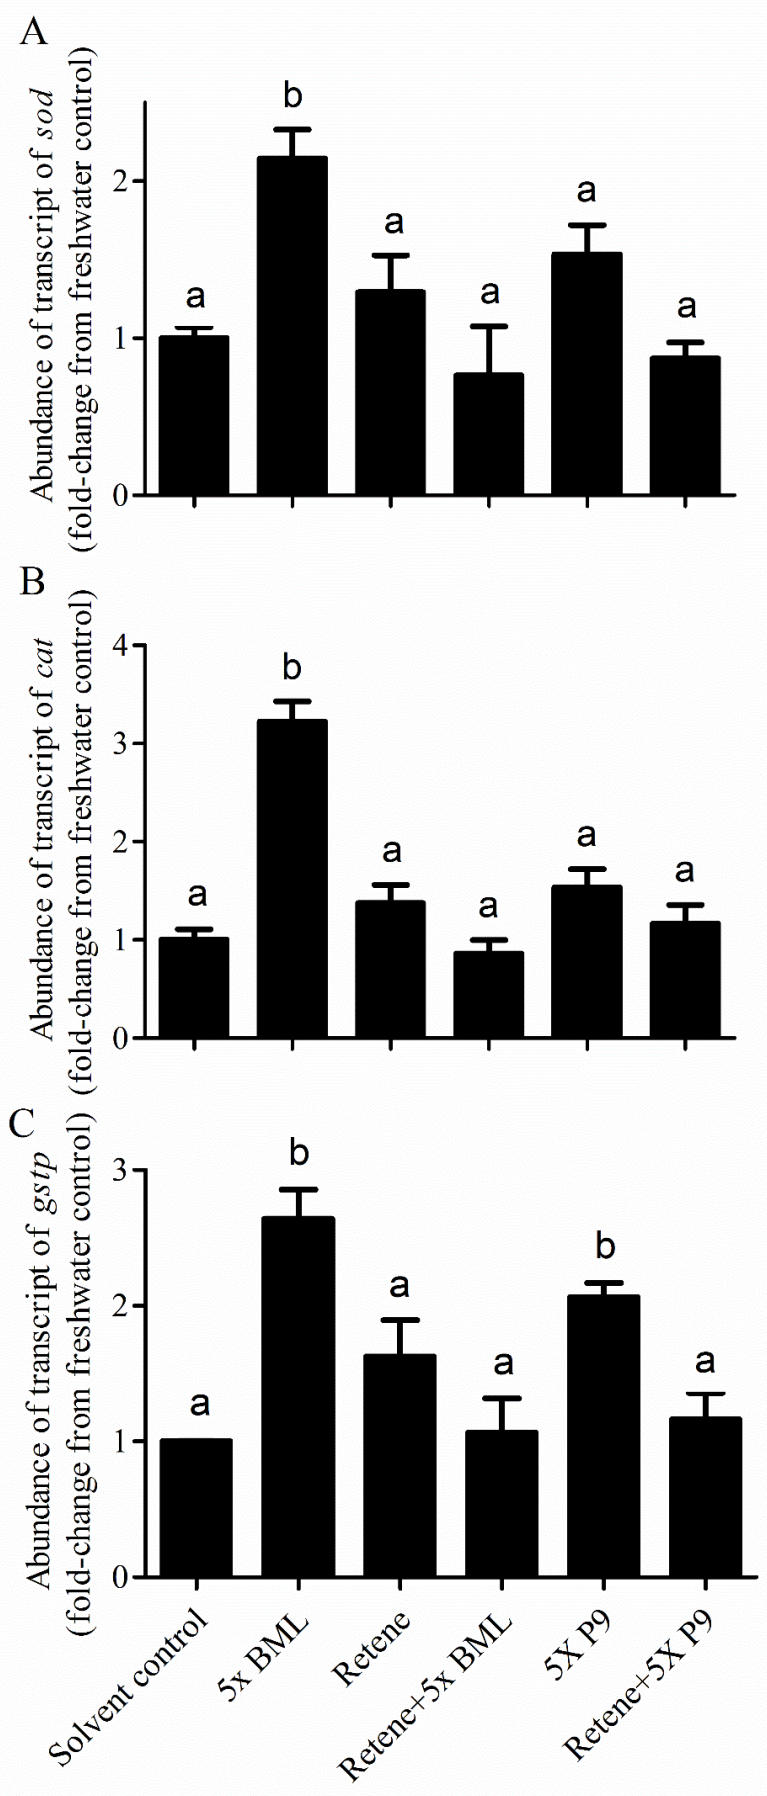 A
Abundance of transcript of sod
(fold-change from freshwater control)
2
1
0
a
b
a
a
a
a
B
Abundance of transcript of cat
(fold-change from freshwater control)
4
3
2
1
0
a
b
a
a
a
a
C
Abundance of transcript of gstp
(fold-change from freshwater control)
3
2
1
0
a
b
a
a
b
a
Solvent control
5x BML
Retene
Retene+5x BML
5X P9
Retene+5X P9